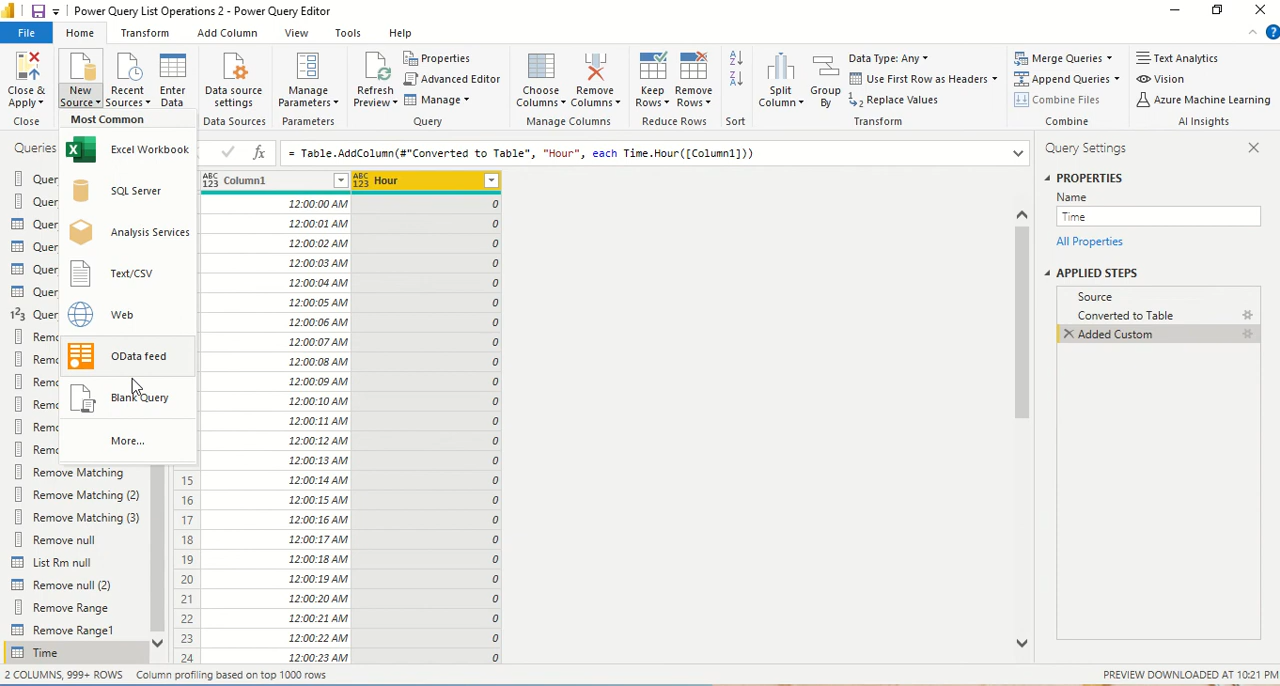 Power Query List Operations 2 - Power Query Editor
File Home Transform Add Column View Tools Help
Close & Apply
New Source
Recent Sources
Enter Data
Data source settings
Manage Parameters
Refresh Preview
Properties
Advanced Editor
Manage
Choose Columns
Remove Columns
Keep Rows
Remove Rows
Split Column
Group By
Data Type: Any
Use First Row as Headers
Replace Values
Merge Queries
Append Queries
Combine Files
Text Analytics
Vision
Azure Machine Learning
Close
Data Sources
Parameters
Query
Manage Columns
Reduce Rows
Sort
Transform
Combine
AI Insights
Most Common
Excel Workbook
SQL Server
Analysis Services
Text/CSV
Web
OData feed
Blank Query
More...
Queries
Remove Matching
Remove Matching (2)
Remove Matching (3)
Remove null
List Rm null
Remove null (2)
Remove Range
Remove Range1
Time
fx = Table.AddColumn(#"Converted to Table", "Hour", each Time.Hour([Column1]))
ABC 123 Column1 ABC 123 Hour
12:00:00 AM 0
12:00:01 AM 0
12:00:02 AM 0
12:00:03 AM 0
12:00:04 AM 0
12:00:05 AM 0
12:00:06 AM 0
12:00:07 AM 0
12:00:08 AM 0
12:00:09 AM 0
12:00:10 AM 0
12:00:11 AM 0
12:00:12 AM 0
12:00:13 AM 0
15 12:00:14 AM 0
16 12:00:15 AM 0
17 12:00:16 AM 0
18 12:00:17 AM 0
19 12:00:18 AM 0
20 12:00:19 AM 0
21 12:00:20 AM 0
22 12:00:21 AM 0
23 12:00:22 AM 0
24 12:00:23 AM 0
Query Settings
PROPERTIES
Name
Time
All Properties
APPLIED STEPS
Source
Converted to Table
Added Custom
2 COLUMNS, 999+ ROWS Column profiling based on top 1000 rows
PREVIEW DOWNLOADED AT 10:21 PM